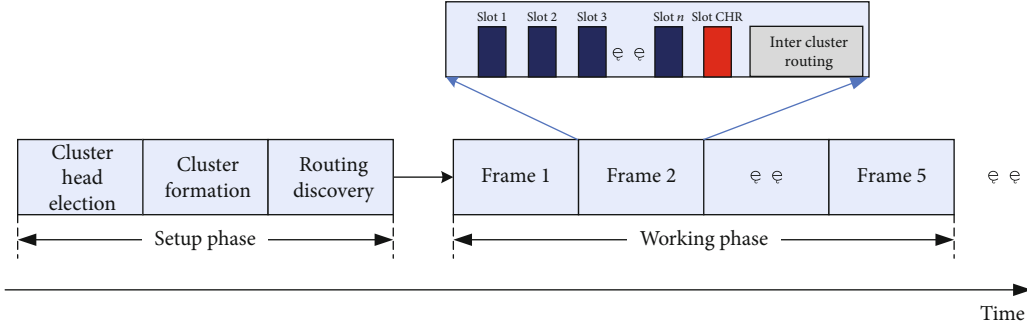 Slot 1 Slot 2 Slot 3 Slot n Slot CHR
ę ę
Inter cluster
routing
Cluster
head
election
Cluster
formation
Routing
discovery
Frame 1
Frame 2
ę ę
Frame 5
ę ę
Setup phase
Working phase
Time